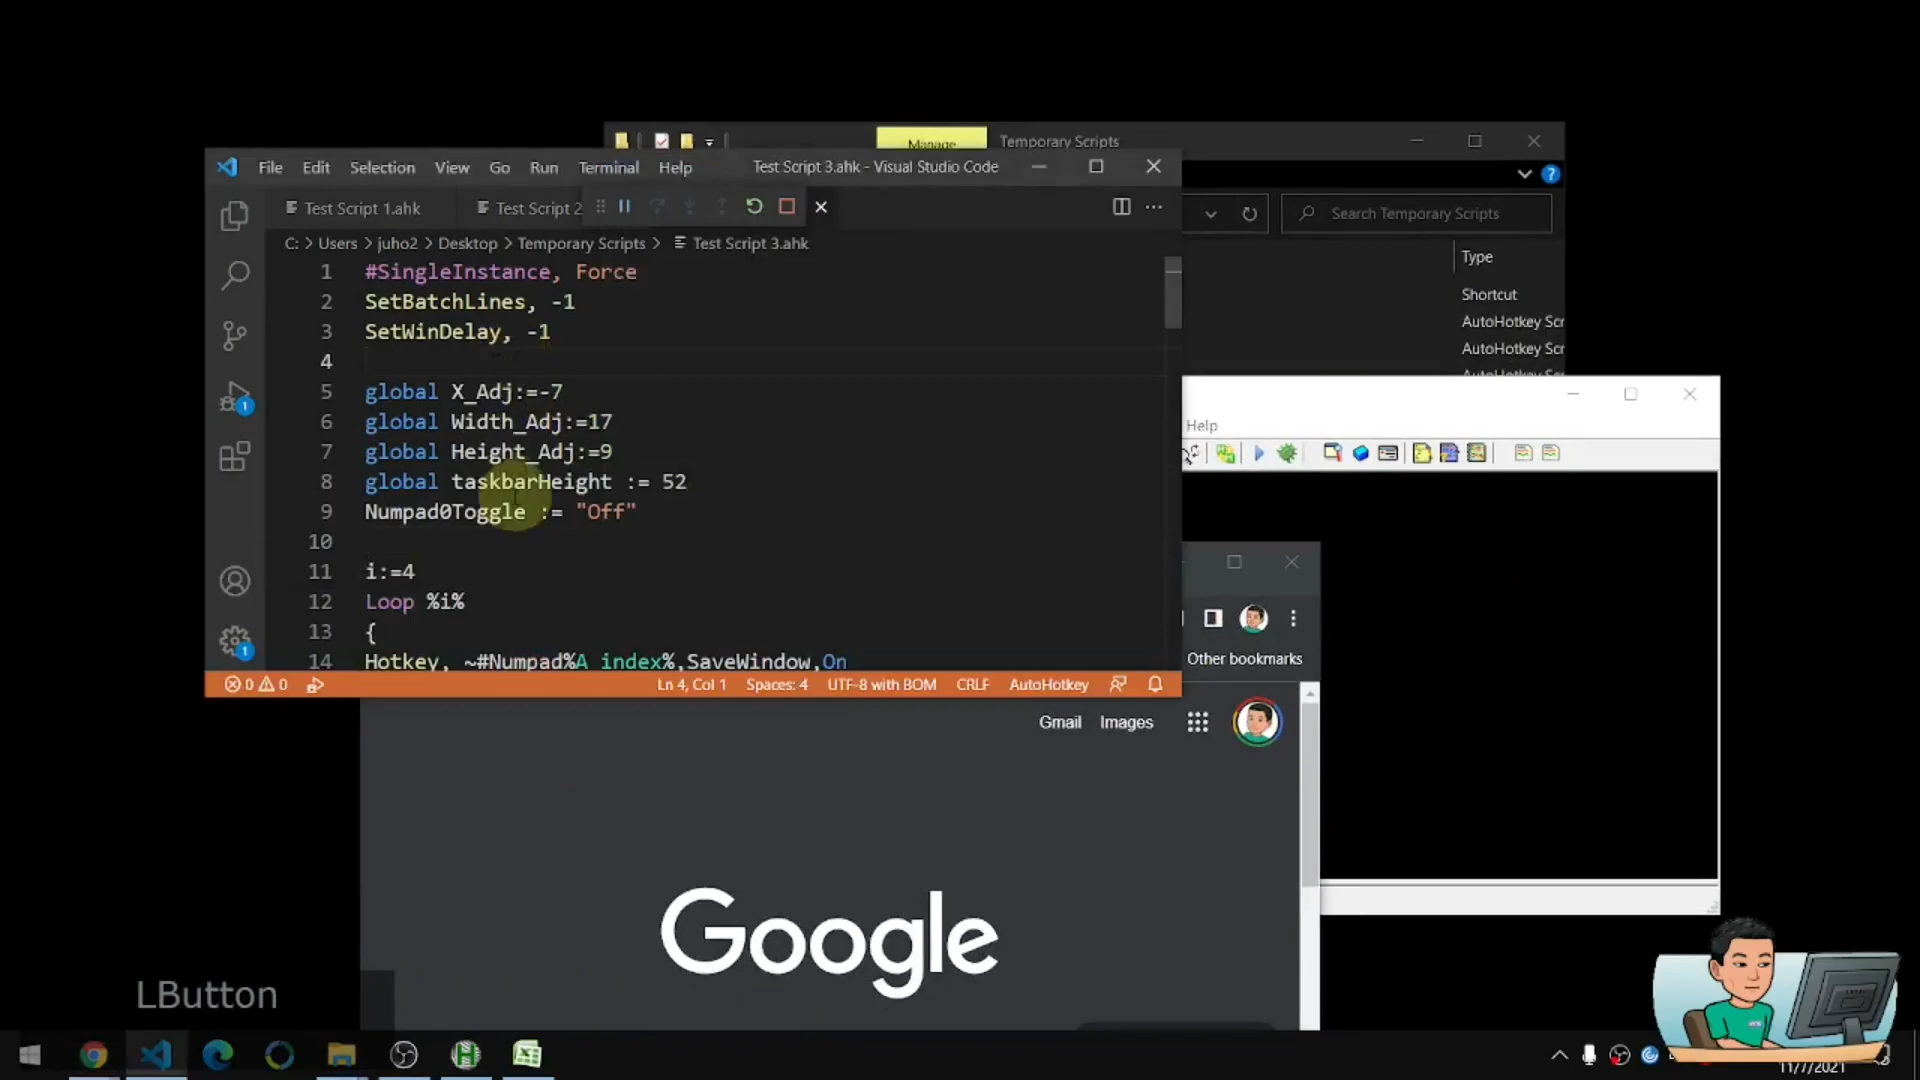 Manage
Temporary Scripts
File Edit Selection View Go Run Terminal Help
Test Script 3.ahk - Visual Studio Code
Test Script 1.ahk
Test Script 2
Search Temporary Scripts
C: > Users > juho2 > Desktop > Temporary Scripts > Test Script 3.ahk
1 #SingleInstance, Force
2 SetBatchLines, -1
3 SetWinDelay, -1
4
5 global X_Adj:=-7
6 global Width_Adj:=17
7 global Height_Adj:=9
8 global taskbarHeight := 52
9 Numpad0Toggle := "Off"
10
11 i:=4
12 Loop %i%
13 {
14 Hotkey, ~#Numpad%A_index%,SaveWindow,On
1
1
0 0
Ln 4, Col 1 Spaces: 4 UTF-8 with BOM CRLF AutoHotkey
Type
Shortcut
AutoHotkey Scr
AutoHotkey Scr
Help
Other bookmarks
Gmail Images
Google
LButton
11/7/2021